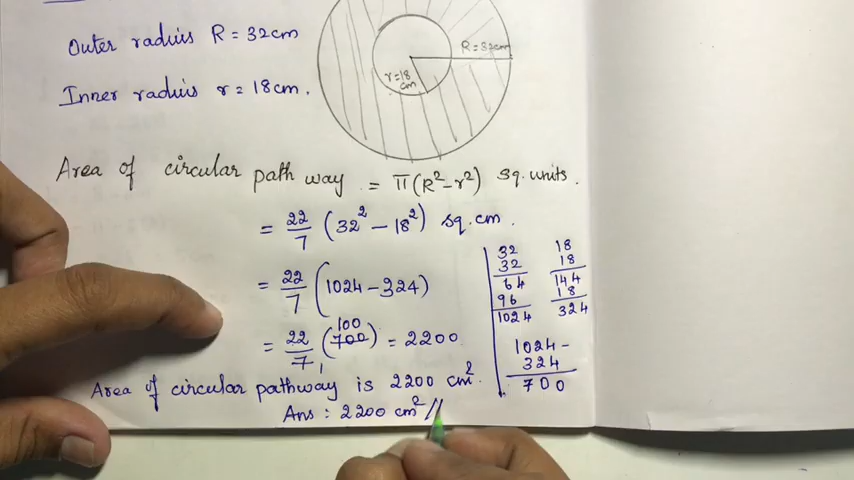 Outer radius R = 32cm
Inner radius r = 18cm.
R = 32cm
r = 18
cm
Area of circular path way = π(R² - r²) sq.units.
= 22/7 (32² - 18²) sq.cm.
= 22/7 (1024 - 324)
100
= 22/7 (700) = 2200
1
32
32
64
96
1024
18
18
144
18
324
1024 -
324
700
Area of circular pathway is 2200 cm².
Ans : 2200 cm² //